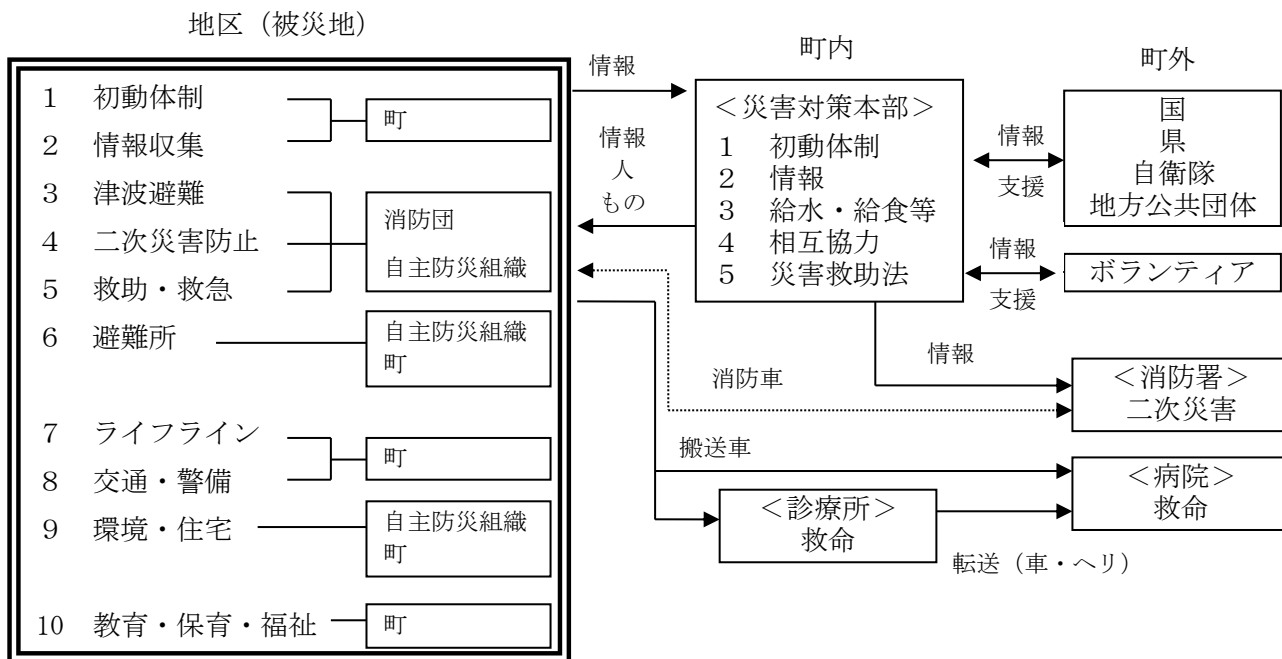 地区（被災地）
1 初動体制
2 情報収集
町
3 津波避難
4 二次災害防止
5 救助・救急
消防団
自主防災組織
6 避難所
自主防災組織
町
7 ライフライン
8 交通・警備
町
9 環境・住宅
自主防災組織
町
10 教育・保育・福祉
町
情報
情報
人
もの
町内
＜災害対策本部＞
1 初動体制
2 情報
3 給水・給食等
4 相互協力
5 災害救助法
情報
支援
情報
支援
町外
国
県
自衛隊
地方公共団体
ボランティア
情報
消防車
＜消防署＞
二次災害
搬送車
＜診療所＞
救命
＜病院＞
救命
転送（車・ヘリ）